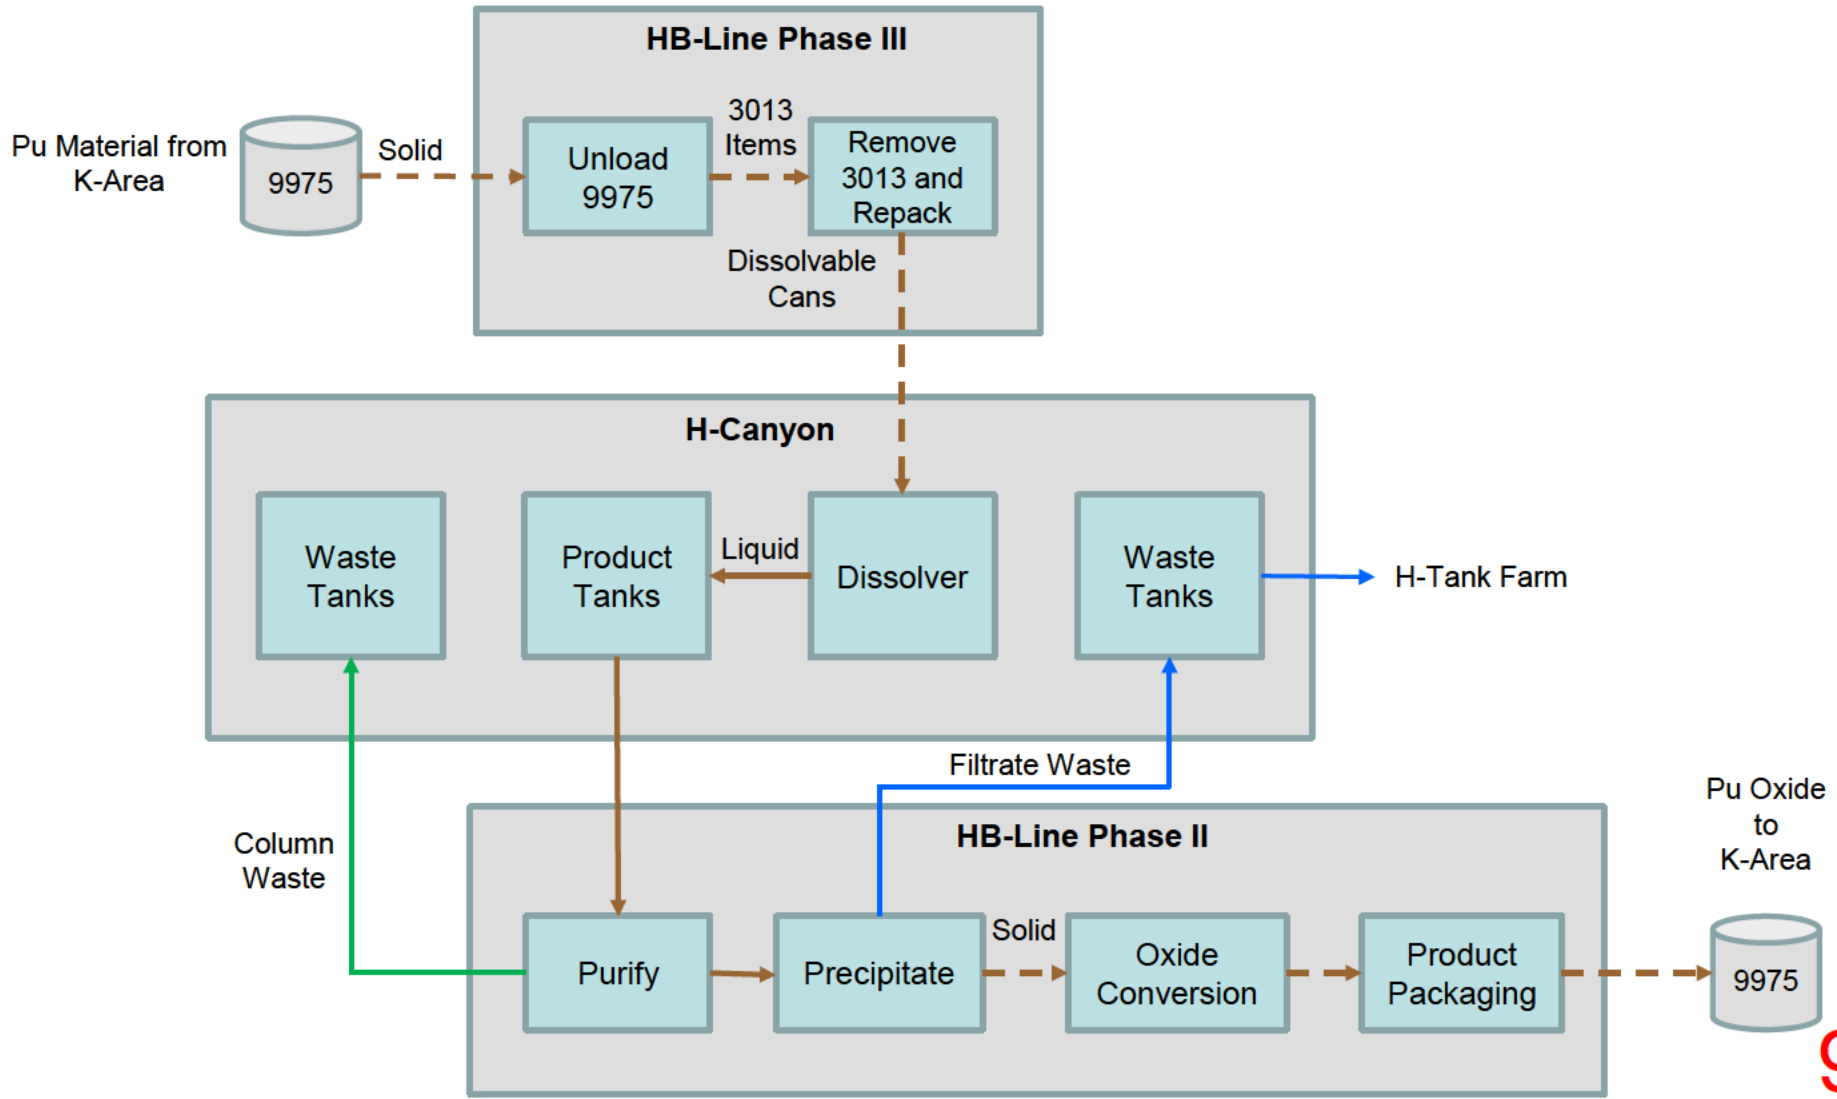 HB-Line Phase III
Pu Material from
K-Area
9975
Solid
Unload
9975
3013
Items
Remove
3013 and
Repack
Dissolvable
Cans
H-Canyon
Waste
Tanks
Product
Tanks
Liquid
Dissolver
Waste
Tanks
H-Tank Farm
Filtrate Waste
Column
Waste
HB-Line Phase II
Purify
Precipitate
Solid
Oxide
Conversion
Product
Packaging
Pu Oxide
to
K-Area
9975